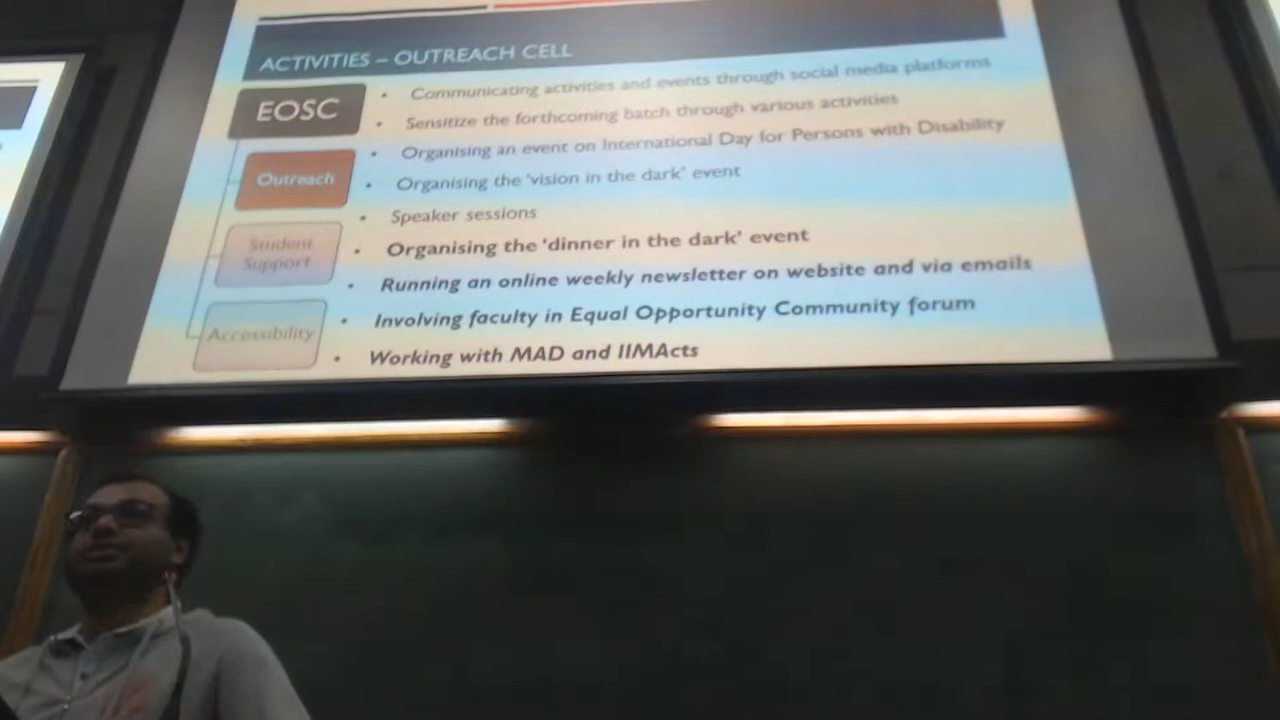 ACTIVITIES – OUTREACH CELL
EOSC
Outreach
Student
Support
Accessibility
• Communicating activities and events through social media platforms
• Sensitize the forthcoming batch through various activities
• Organising an event on International Day for Persons with Disability
• Organising the 'vision in the dark' event
• Speaker sessions
• Organising the 'dinner in the dark' event
• Running an online weekly newsletter on website and via emails
• Involving faculty in Equal Opportunity Community forum
• Working with MAD and IIMActs